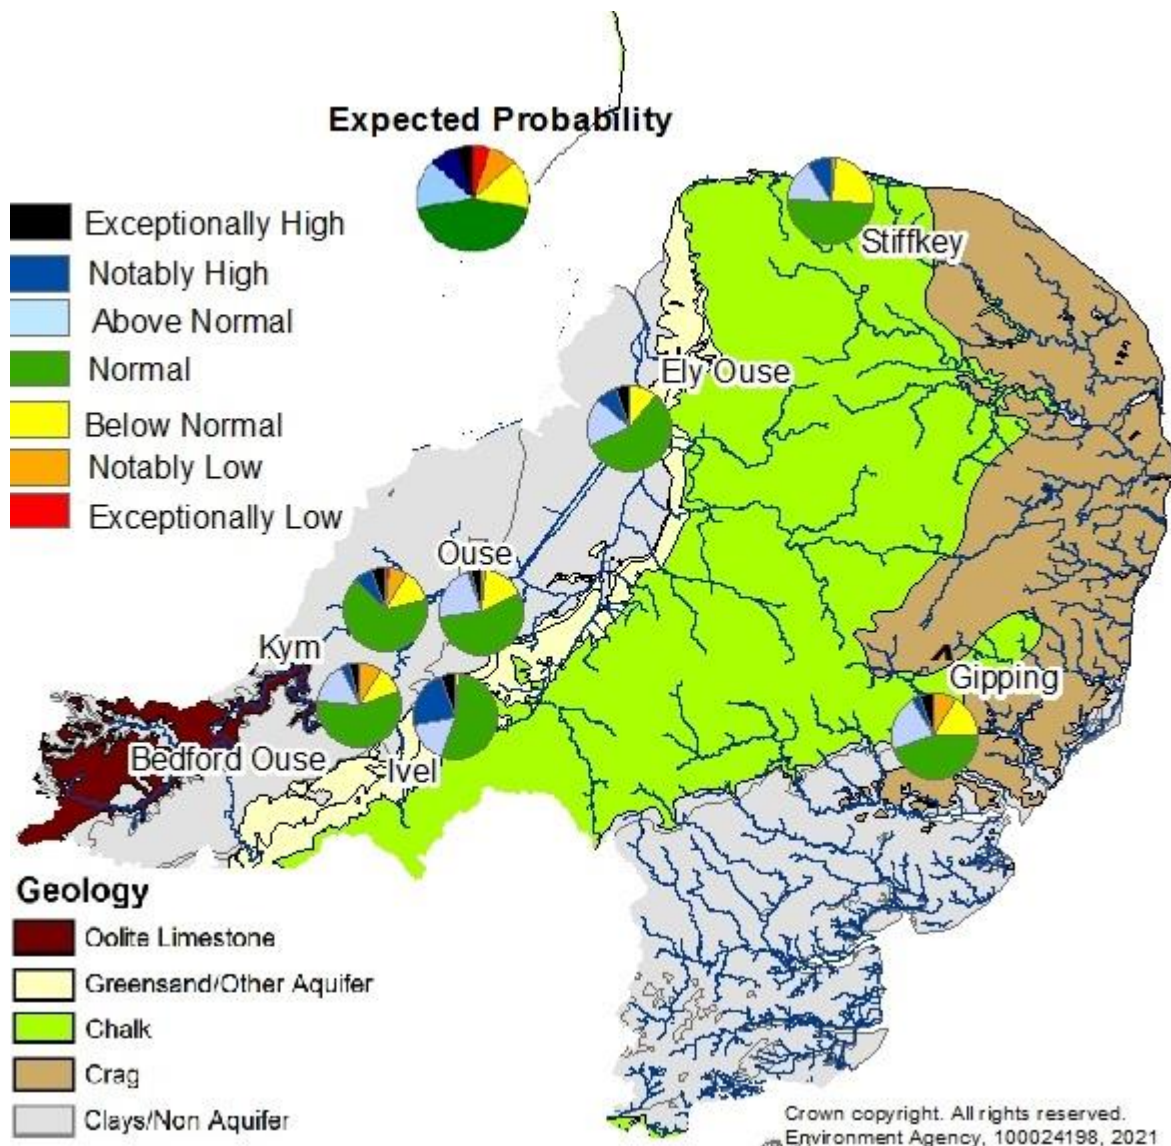 Expected Probability
Exceptionally High
Notably High
Above Normal
Normal
Below Normal
Notably Low
Exceptionally Low
Stiffkey
Ely Ouse
Ouse
Kym
Gipping
Bedford Ouse
Ivel
Geology
Oolite Limestone
Greensand/Other Aquifer
Chalk
Crag
Clays/Non Aquifer
Crown copyright. All rights reserved.
Environment Agency, 100024198, 2021